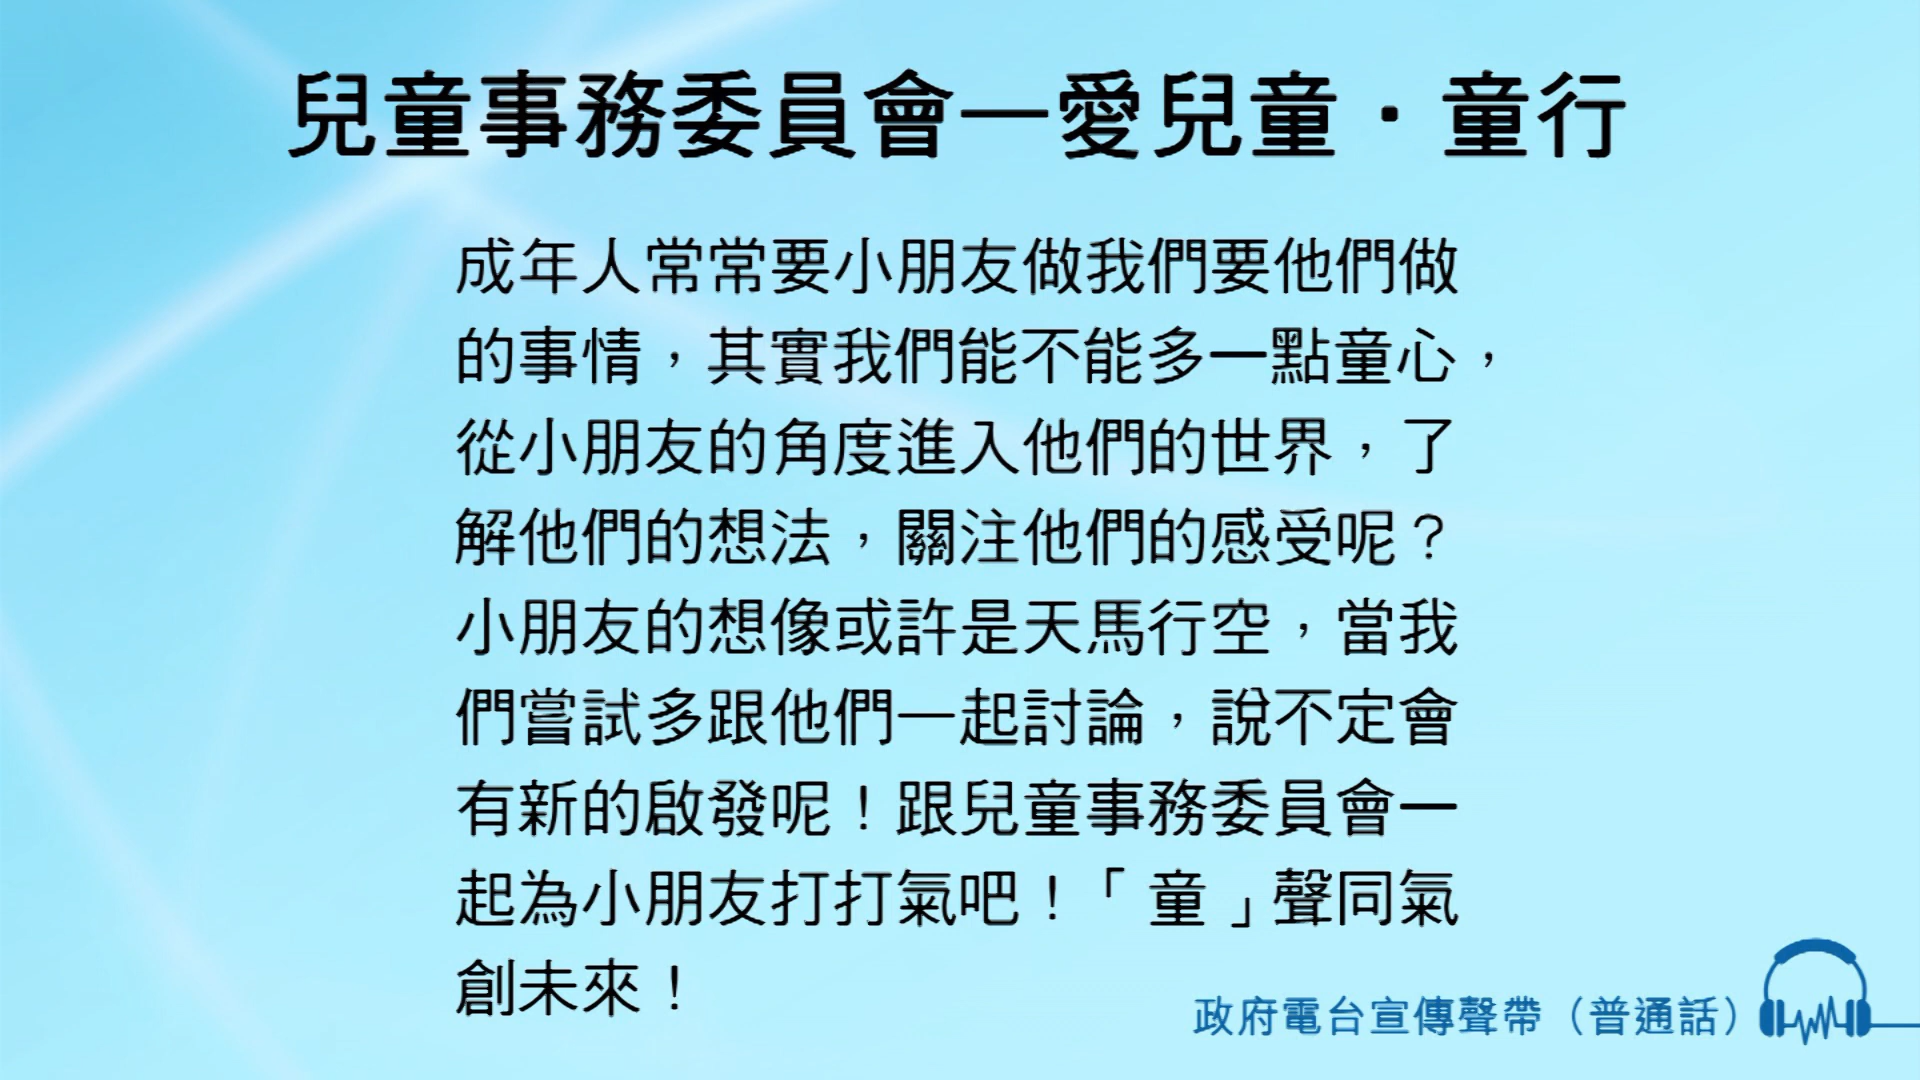 兒童事務委員會—愛兒童・童行
成年人常常要小朋友做我們要他們做
的事情，其實我們能不能多一點童心，
從小朋友的角度進入他們的世界，了
解他們的想法，關注他們的感受呢？
小朋友的想像或許是天馬行空，當我
們嘗試多跟他們一起討論，說不定會
有新的啟發呢！跟兒童事務委員會一
起為小朋友打打氣吧！「童」聲同氣
創未來！
政府電台宣傳聲帶（普通話）